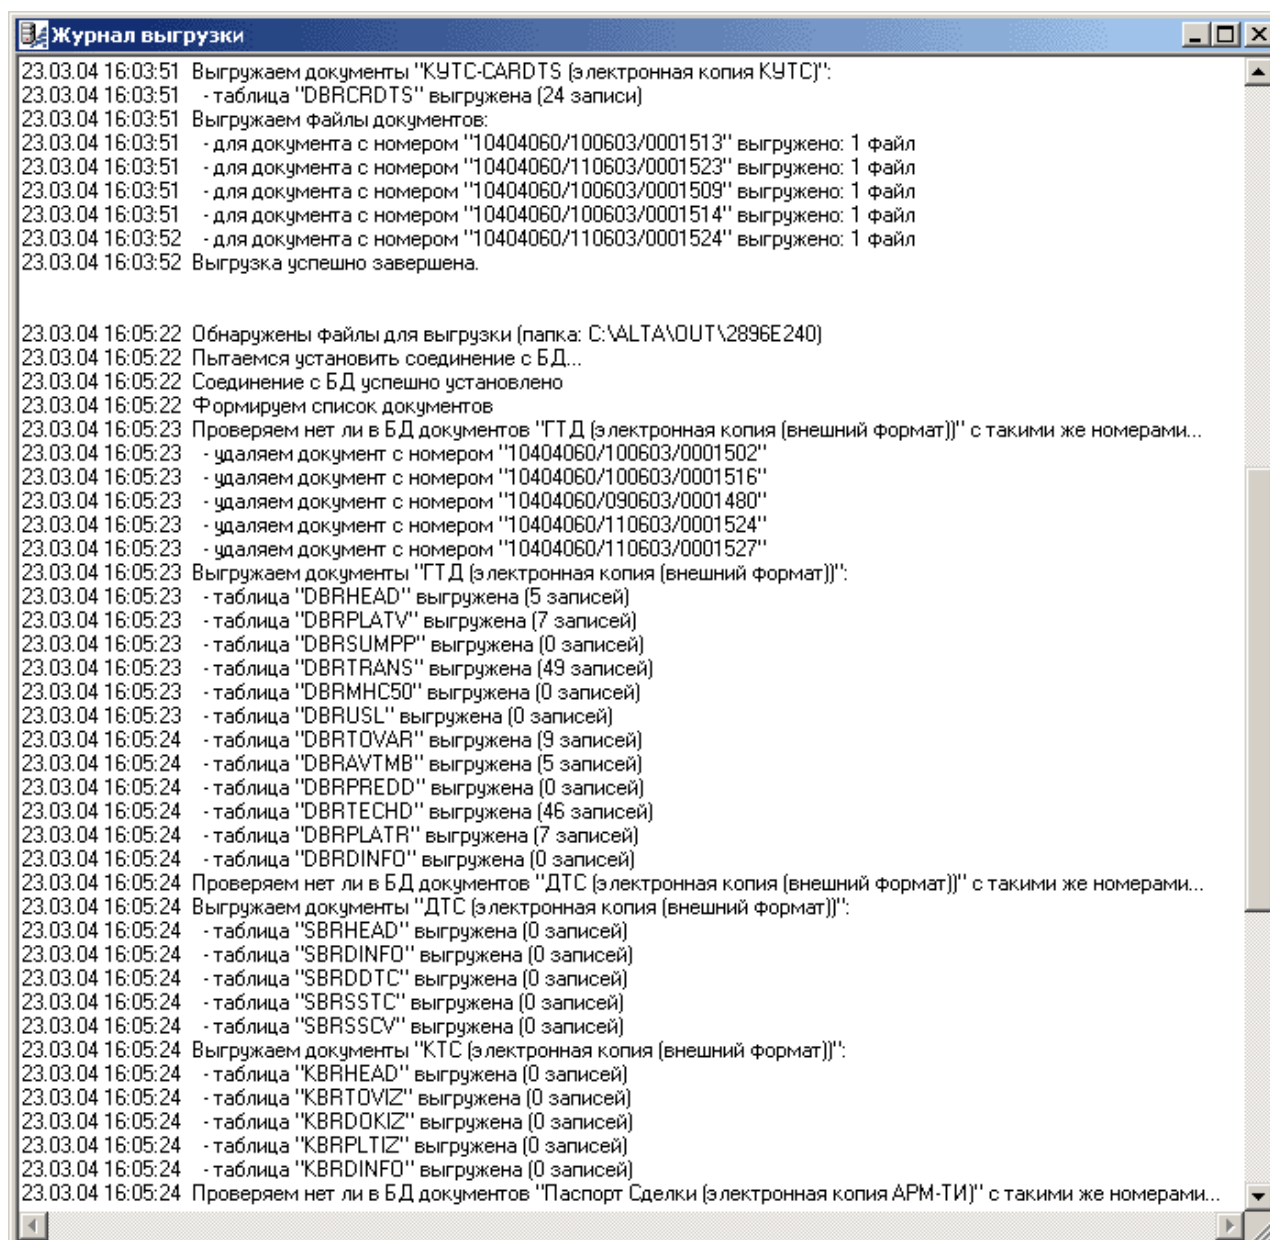 Журнал выгрузки
23.03.04 16:03:51 Выгружаем документы "КУТС-CARDTS (электронная копия КУТС)":
23.03.04 16:03:51 - таблица "DBRCRDTS" выгружена (24 записи)
23.03.04 16:03:51 Выгружаем файлы документов:
23.03.04 16:03:51 - для документа с номером "10404060/100603/0001513" выгружено: 1 файл
23.03.04 16:03:51 - для документа с номером "10404060/110603/0001523" выгружено: 1 файл
23.03.04 16:03:51 - для документа с номером "10404060/100603/0001509" выгружено: 1 файл
23.03.04 16:03:51 - для документа с номером "10404060/100603/0001514" выгружено: 1 файл
23.03.04 16:03:52 - для документа с номером "10404060/110603/0001524" выгружено: 1 файл
23.03.04 16:03:52 Выгрузка успешно завершена.
23.03.04 16:05:22 Обнаружены файлы для выгрузки (папка: C:\ALTA\OUT\2896E240)
23.03.04 16:05:22 Пытаемся установить соединение с БД...
23.03.04 16:05:22 Соединение с БД успешно установлено
23.03.04 16:05:22 Формируем список документов
23.03.04 16:05:23 Проверяем нет ли в БД документов "ГТД (электронная копия (внешний формат))" с такими же номерами...
23.03.04 16:05:23 - удаляем документ с номером "10404060/100603/0001502"
23.03.04 16:05:23 - удаляем документ с номером "10404060/100603/0001516"
23.03.04 16:05:23 - удаляем документ с номером "10404060/090603/0001480"
23.03.04 16:05:23 - удаляем документ с номером "10404060/110603/0001524"
23.03.04 16:05:23 - удаляем документ с номером "10404060/110603/0001527"
23.03.04 16:05:23 Выгружаем документы "ГТД (электронная копия (внешний формат))":
23.03.04 16:05:23 - таблица "DBRHEAD" выгружена (5 записей)
23.03.04 16:05:23 - таблица "DBRPLATV" выгружена (7 записей)
23.03.04 16:05:23 - таблица "DBRSUMPP" выгружена (0 записей)
23.03.04 16:05:23 - таблица "DBRTRANS" выгружена (49 записей)
23.03.04 16:05:23 - таблица "DBRMHC50" выгружена (0 записей)
23.03.04 16:05:23 - таблица "DBRUSL" выгружена (0 записей)
23.03.04 16:05:24 - таблица "DBRTOVAR" выгружена (9 записей)
23.03.04 16:05:24 - таблица "DBRAVTMB" выгружена (5 записей)
23.03.04 16:05:24 - таблица "DBRPREDD" выгружена (0 записей)
23.03.04 16:05:24 - таблица "DBRTECHD" выгружена (46 записей)
23.03.04 16:05:24 - таблица "DBRPLATR" выгружена (7 записей)
23.03.04 16:05:24 - таблица "DBRDINFO" выгружена (0 записей)
23.03.04 16:05:24 Проверяем нет ли в БД документов "ДТС (электронная копия (внешний формат))" с такими же номерами...
23.03.04 16:05:24 Выгружаем документы "ДТС (электронная копия (внешний формат))":
23.03.04 16:05:24 - таблица "SBRHEAD" выгружена (0 записей)
23.03.04 16:05:24 - таблица "SBRDINFO" выгружена (0 записей)
23.03.04 16:05:24 - таблица "SBRDDTC" выгружена (0 записей)
23.03.04 16:05:24 - таблица "SBRSSTC" выгружена (0 записей)
23.03.04 16:05:24 - таблица "SBRSSCV" выгружена (0 записей)
23.03.04 16:05:24 Выгружаем документы "КТС (электронная копия (внешний формат))":
23.03.04 16:05:24 - таблица "KBRHEAD" выгружена (0 записей)
23.03.04 16:05:24 - таблица "KBRTOVIZ" выгружена (0 записей)
23.03.04 16:05:24 - таблица "KBRDOKIZ" выгружена (0 записей)
23.03.04 16:05:24 - таблица "KBRPLTIZ" выгружена (0 записей)
23.03.04 16:05:24 - таблица "KBRDINFO" выгружена (0 записей)
23.03.04 16:05:24 Проверяем нет ли в БД документов "Паспорт Сделки (электронная копия АРМ-ТИ)" с такими же номерами...